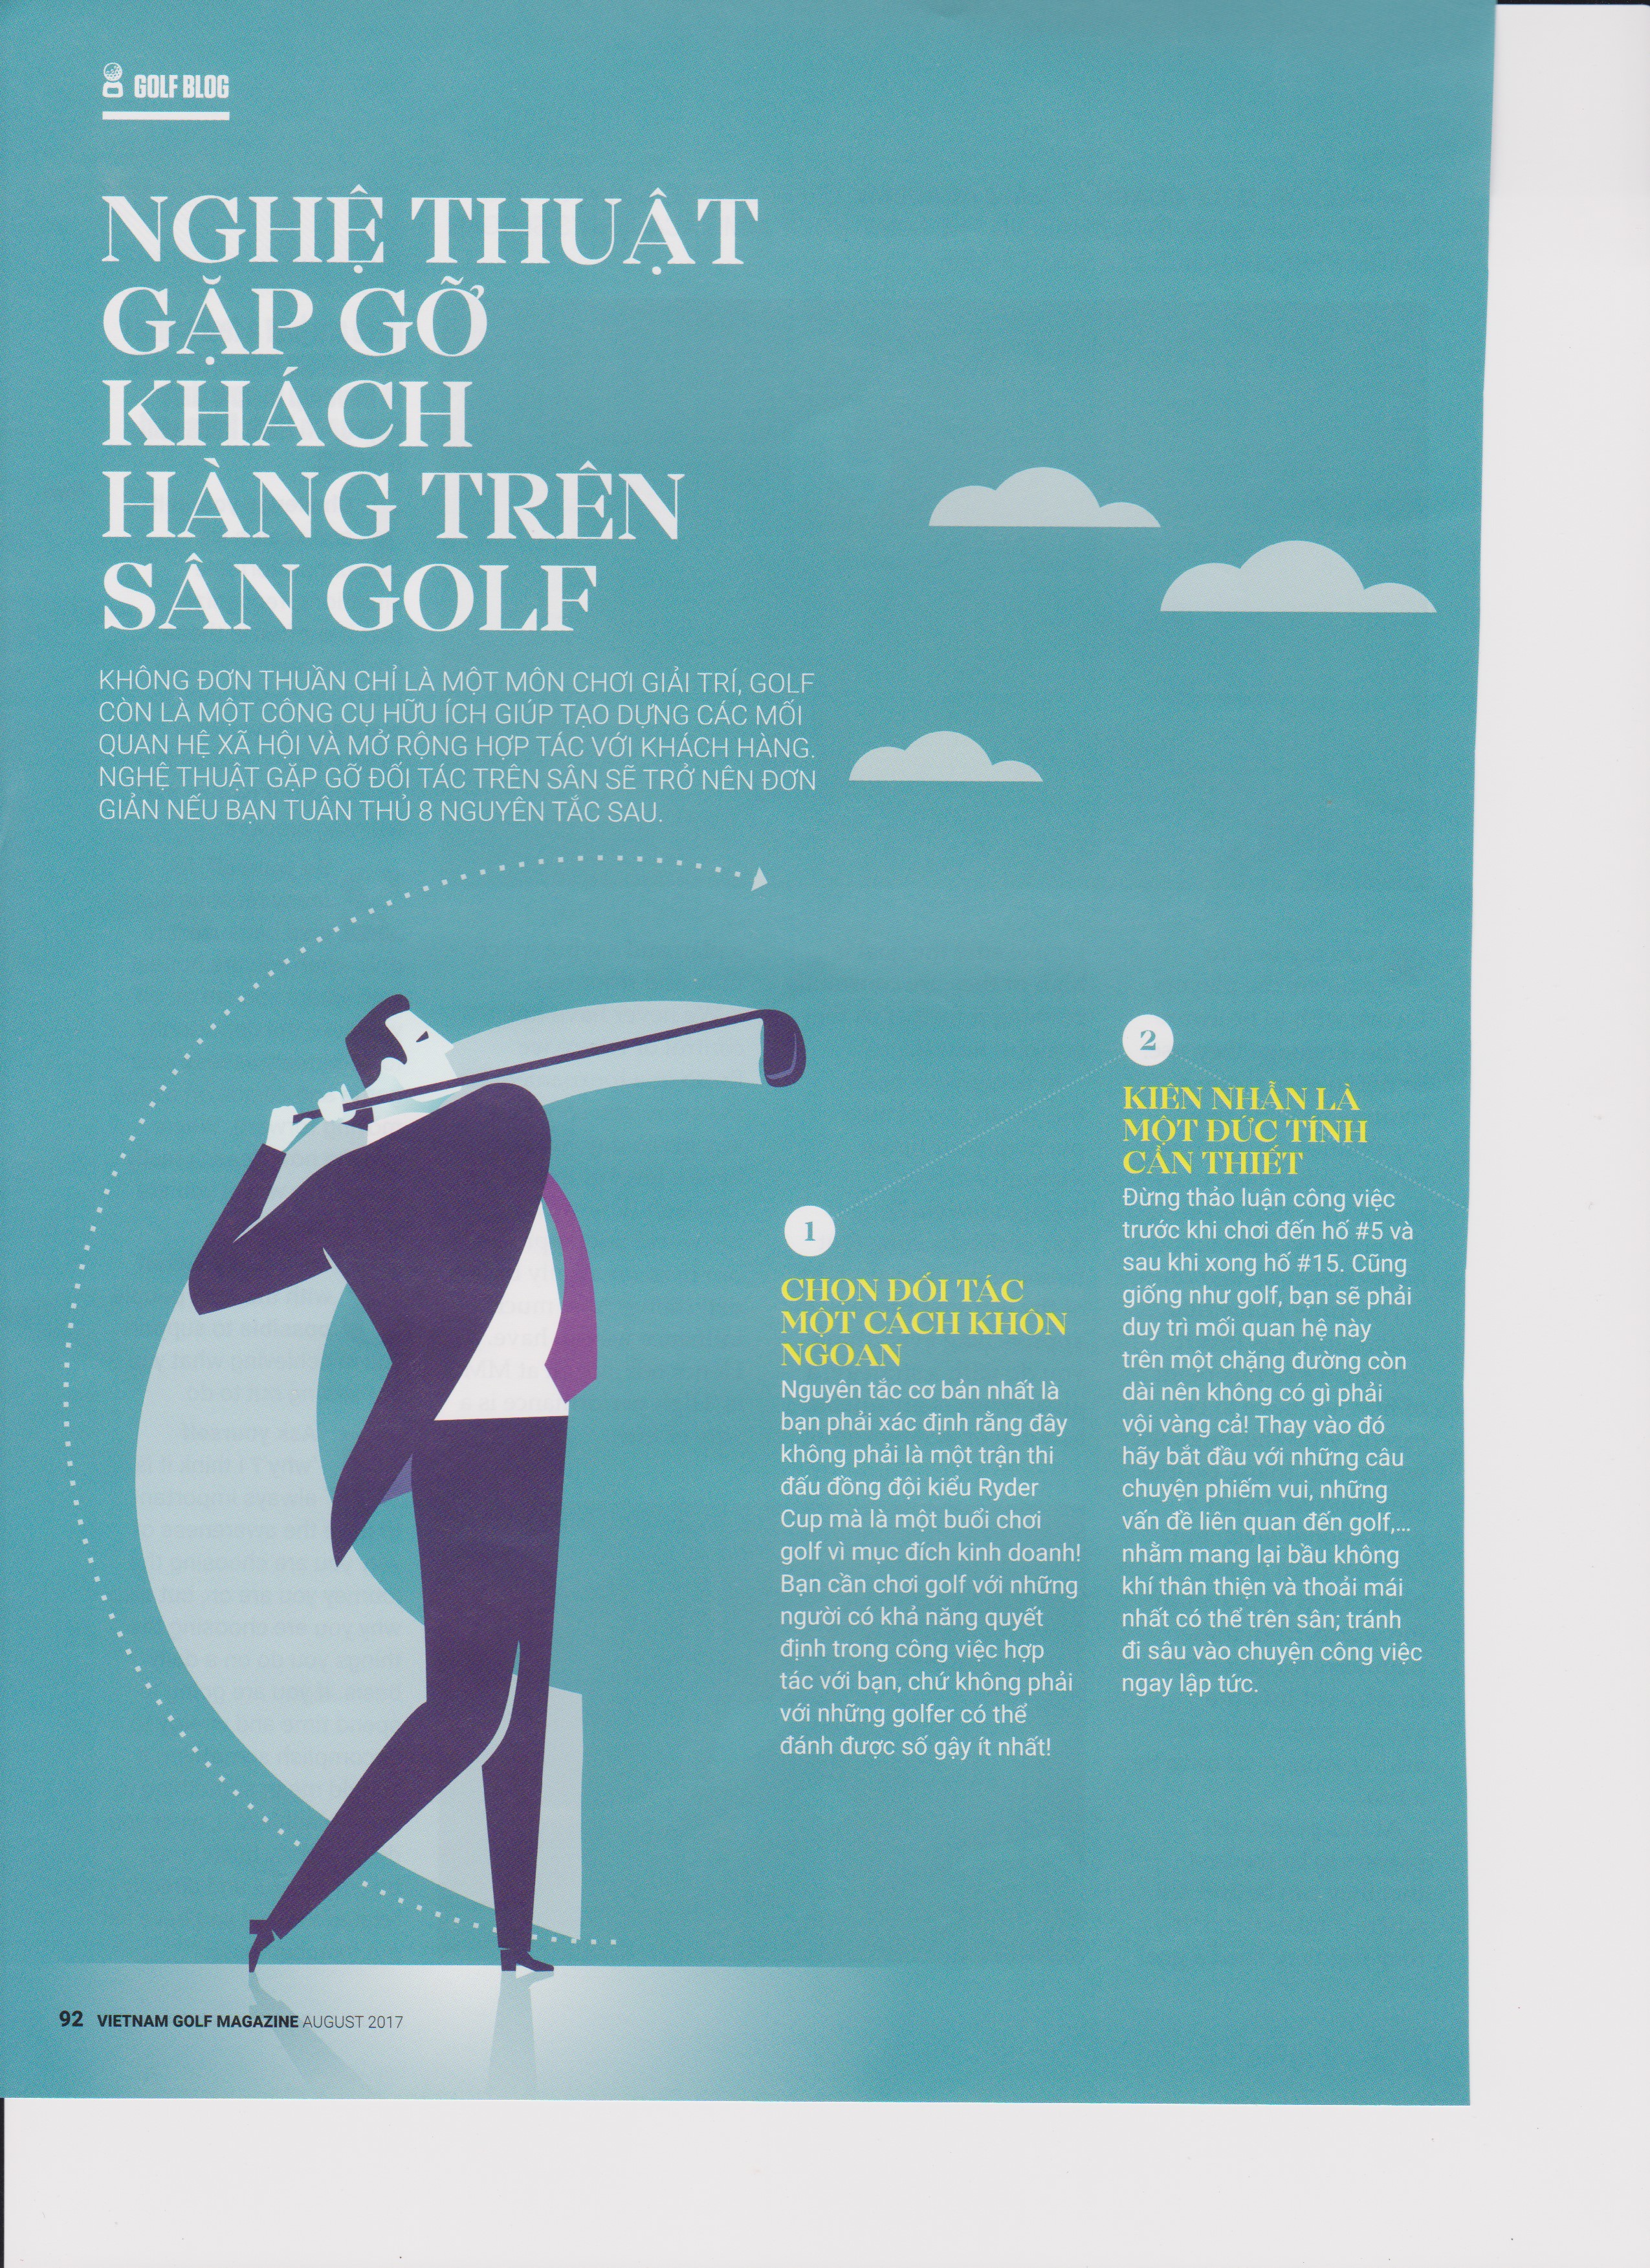 GOLF BLOG
NGHỆ THUẬT
GẶP GỠ
KHÁCH
HÀNG TRÊN
SÂN GOLF
KHÔNG ĐƠN THUẦN CHỈ LÀ MỘT MÔN CHƠI GIẢI TRÍ, GOLF
CÒN LÀ MỘT CÔNG CỤ HỮU ÍCH GIÚP TẠO DỰNG CÁC MỐI
QUAN HỆ XÃ HỘI VÀ MỞ RỘNG HỢP TÁC VỚI KHÁCH HÀNG.
NGHỆ THUẬT GẶP GỠ ĐỐI TÁC TRÊN SÂN SẼ TRỞ NÊN ĐƠN
GIẢN NẾU BẠN TUÂN THỦ 8 NGUYÊN TẮC SAU.
1
CHỌN ĐỐI TÁC
MỘT CÁCH KHÔN
NGOAN
Nguyên tắc cơ bản nhất là
bạn phải xác định rằng đây
không phải là một trận thi
đấu đồng đội kiểu Ryder
Cup mà là một buổi chơi
golf vì mục đích kinh doanh!
Bạn cần chơi golf với những
người có khả năng quyết
định trong công việc hợp
tác với bạn, chứ không phải
với những golfer có thể
đánh được số gậy ít nhất!
2
KIÊN NHẪN LÀ
MỘT ĐỨC TÍNH
CẦN THIẾT
Đừng thảo luận công việc
trước khi chơi đến hố #5 và
sau khi xong hố #15. Cũng
giống như golf, bạn sẽ phải
duy trì mối quan hệ này
trên một chặng đường còn
dài nên không có gì phải
vội vàng cả! Thay vào đó
hãy bắt đầu với những câu
chuyện phiếm vui, những
vấn đề liên quan đến golf,...
nhằm mang lại bầu không
khí thân thiện và thoải mái
nhất có thể trên sân; tránh
đi sâu vào chuyện công việc
ngay lập tức.
92 VIETNAM GOLF MAGAZINE AUGUST 2017